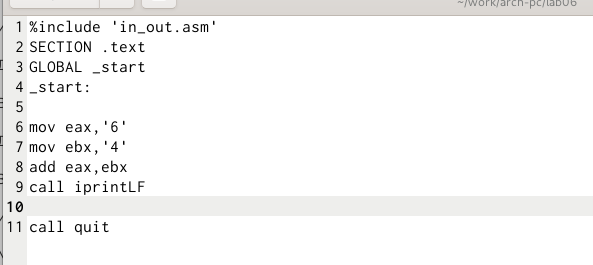 ~/work/arch-pc/lab06
1 %include 'in_out.asm'
2 SECTION .text
3 GLOBAL _start
4 _start:
5
6 mov eax,'6'
7 mov ebx,'4'
8 add eax,ebx
9 call iprintLF
10
11 call quit